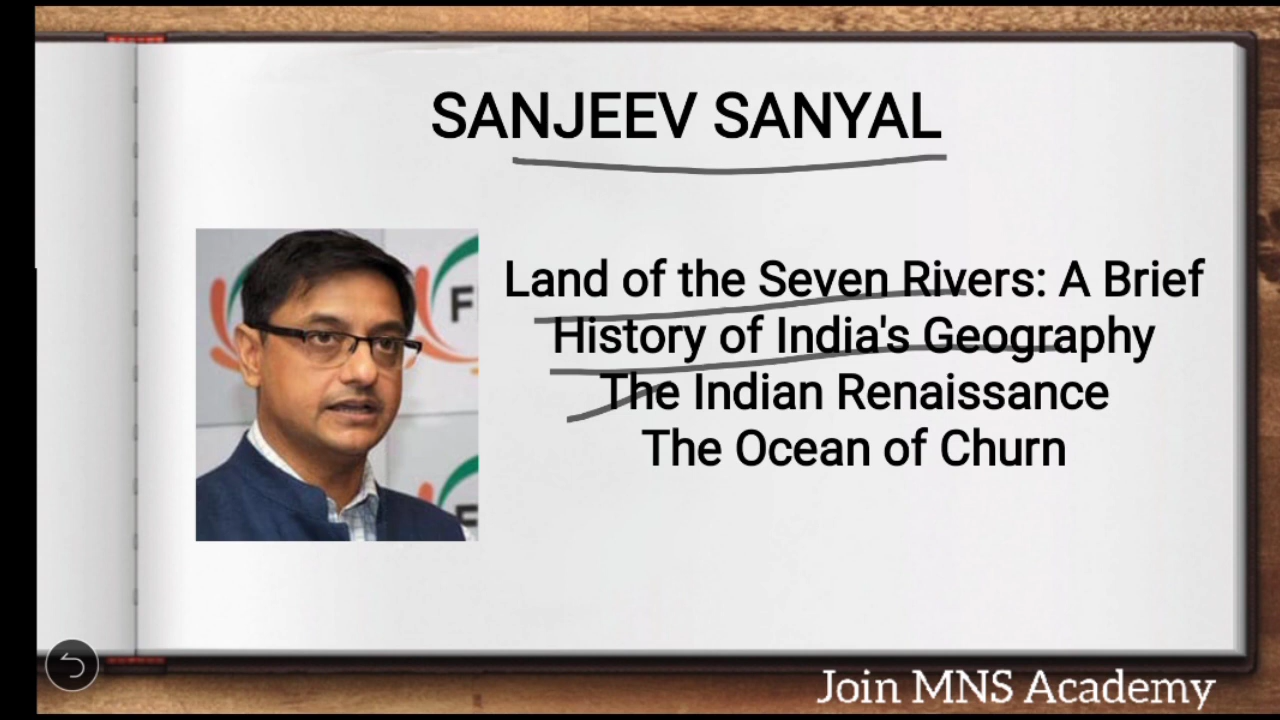 SANJEEV SANYAL
Land of the Seven Rivers: A Brief
History of India's Geography
The Indian Renaissance
The Ocean of Churn
F
F
Join MNS Academy